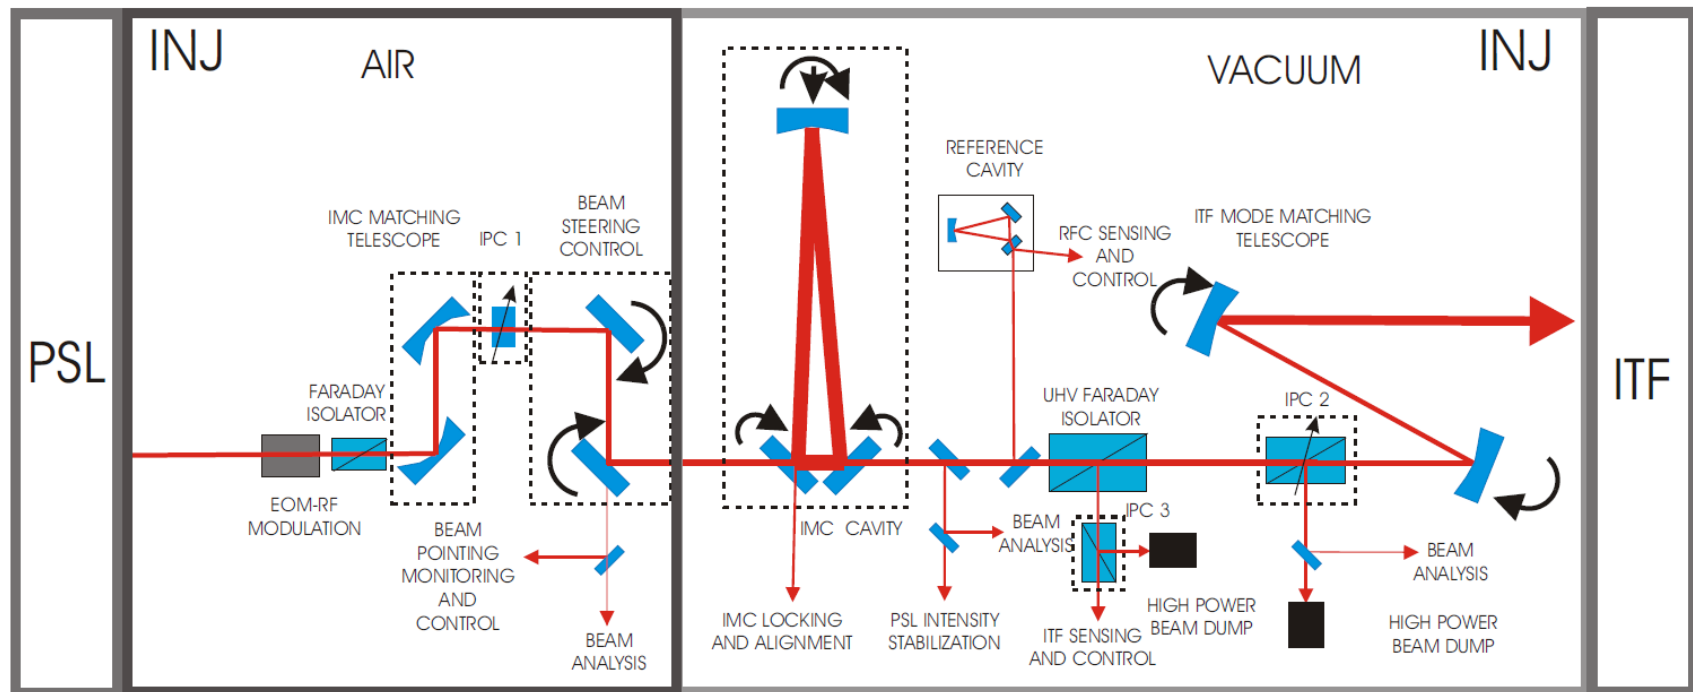 INJ
AIR
VACUUM
INJ
REFERENCE
CAVITY
IMC MATCHING
TELESCOPE
IPC 1
BEAM
STEERING
CONTROL
RFC SENSING
AND
CONTROL
ITF MODE MATCHING
TELESCOPE
PSL
ITF
FARADAY
ISOLATOR
UHV FARADAY
ISOLATOR
IPC 2
EOM-RF
MODULATION
BEAM
POINTING
MONITORING
AND
CONTROL
BEAM
ANALYSIS
IMC CAVITY
IMC LOCKING
AND ALIGNMENT
BEAM
ANALYSIS
PSL INTENSITY
STABILIZATION
IPC 3
HIGH POWER
BEAM DUMP
ITF SENSING
AND CONTROL
BEAM
ANALYSIS
HIGH POWER
BEAM DUMP